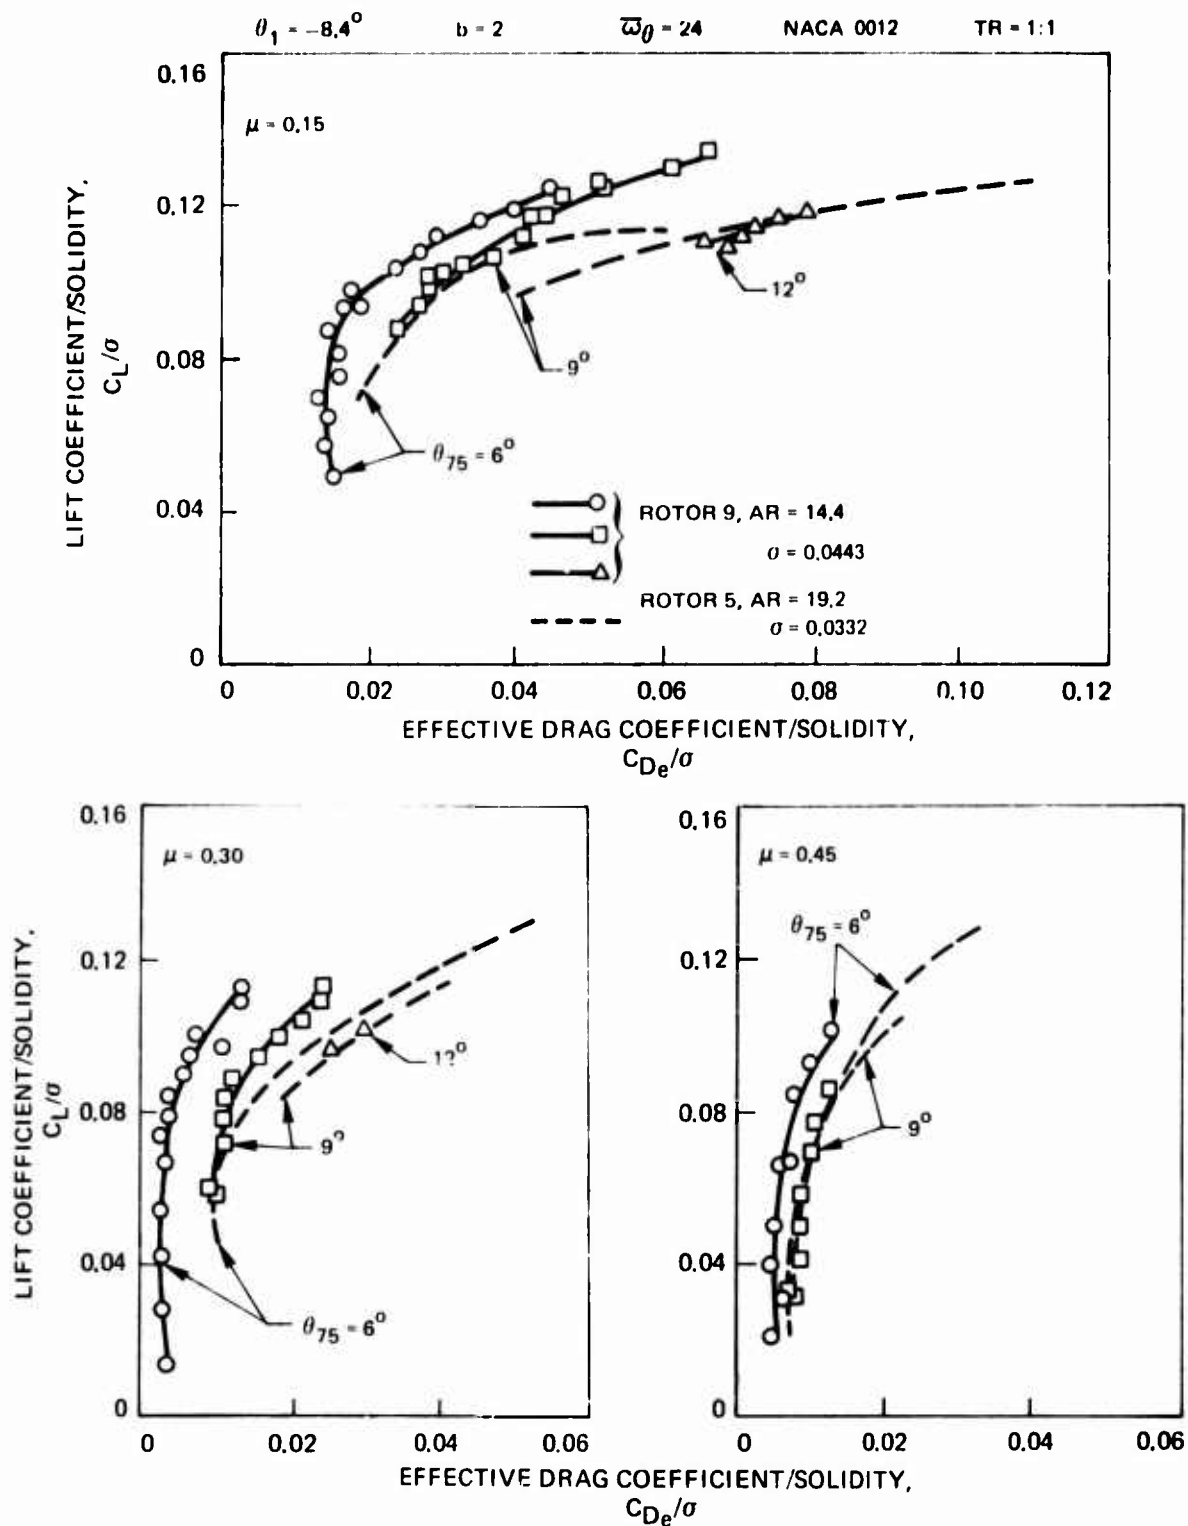 θ1 = −8.4° b = 2 ω̅θ = 24 NACA 0012 TR = 1:1
0.16
μ = 0.15
0.12
0.08
0.04
0
LIFT COEFFICIENT/SOLIDITY,
CL/σ
12°
9°
θ75 = 6°
ROTOR 9, AR = 14.4
σ = 0.0443
ROTOR 5, AR = 19.2
σ = 0.0332
0 0.02 0.04 0.06 0.08 0.10 0.12
EFFECTIVE DRAG COEFFICIENT/SOLIDITY,
CDe/σ
0.16
μ = 0.30
0.12
0.08
0.04
0
LIFT COEFFICIENT/SOLIDITY,
CL/σ
12°
9°
θ75 = 6°
0 0.02 0.04 0.06
0.16
μ = 0.45
θ75 = 6°
0.12
0.08
9°
0.04
0
0 0.02 0.04 0.06
EFFECTIVE DRAG COEFFICIENT/SOLIDITY,
CDe/σ